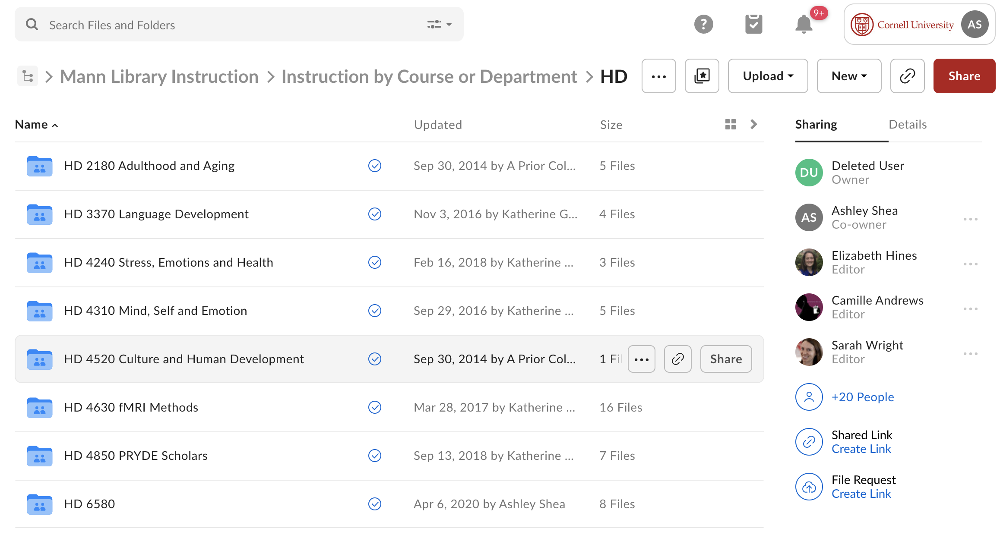 Search Files and Folders
?
9+
Cornell University
AS
Mann Library Instruction > Instruction by Course or Department > HD
Upload
New
Share
Name
Updated
Size
HD 2180 Adulthood and Aging
Sep 30, 2014 by A Prior Col...
5 Files
HD 3370 Language Development
Nov 3, 2016 by Katherine G...
4 Files
HD 4240 Stress, Emotions and Health
Feb 16, 2018 by Katherine ...
3 Files
HD 4310 Mind, Self and Emotion
Sep 29, 2016 by Katherine ...
5 Files
HD 4520 Culture and Human Development
Sep 30, 2014 by A Prior Col...
1 Fil
Share
HD 4630 fMRI Methods
Mar 28, 2017 by Katherine ...
16 Files
HD 4850 PRYDE Scholars
Sep 13, 2018 by Katherine ...
7 Files
HD 6580
Apr 6, 2020 by Ashley Shea
8 Files
Sharing
Details
DU
Deleted User
Owner
AS
Ashley Shea
Co-owner
Elizabeth Hines
Editor
Camille Andrews
Editor
Sarah Wright
Editor
+20 People
Shared Link
Create Link
File Request
Create Link